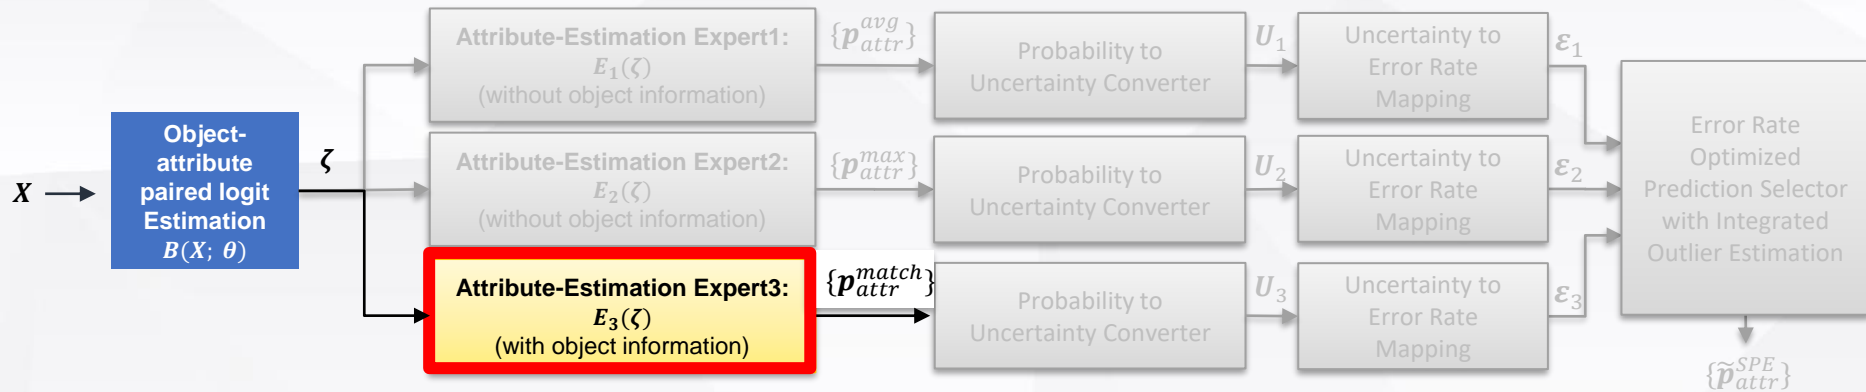 X
Object-
attribute
paired logit
Estimation
B(X; θ)
ζ
Attribute-Estimation Expert1:
E₁(ζ)
(without object information)
{p_attr^avg}
Probability to
Uncertainty Converter
U₁
Uncertainty to
Error Rate
Mapping
ε₁
Attribute-Estimation Expert2:
E₂(ζ)
(without object information)
{p_attr^max}
Probability to
Uncertainty Converter
U₂
Uncertainty to
Error Rate
Mapping
ε₂
Attribute-Estimation Expert3:
E₃(ζ)
(with object information)
{p_attr^match}
Probability to
Uncertainty Converter
U₃
Uncertainty to
Error Rate
Mapping
ε₃
Error Rate
Optimized
Prediction Selector
with Integrated
Outlier Estimation
{p̃_attr^SPE}